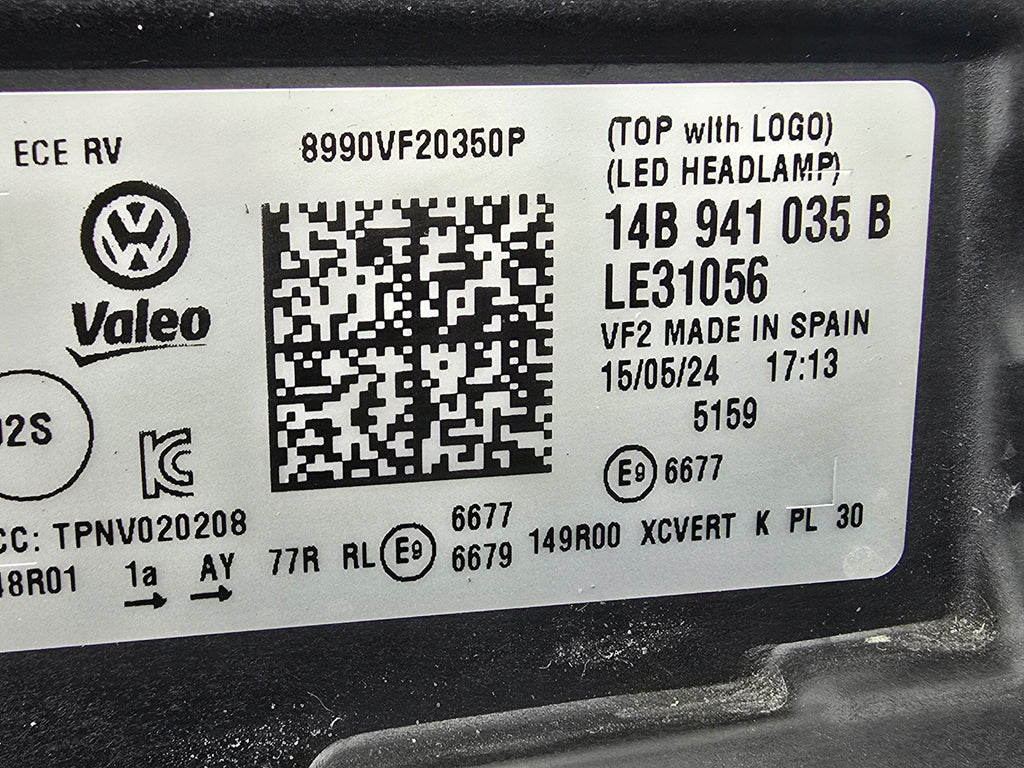 ECE RV
8990VF20350P
(TOP with LOGO)
(LED HEADLAMP)
14B 941 035 B
LE31056
VF2 MADE IN SPAIN
15/05/24 17:13
5159
E9 6677
Valeo
02S
CC: TPNV020208
48R01 1a AY 77R RL E9 6677
6679 149R00 XCVERT K PL 30